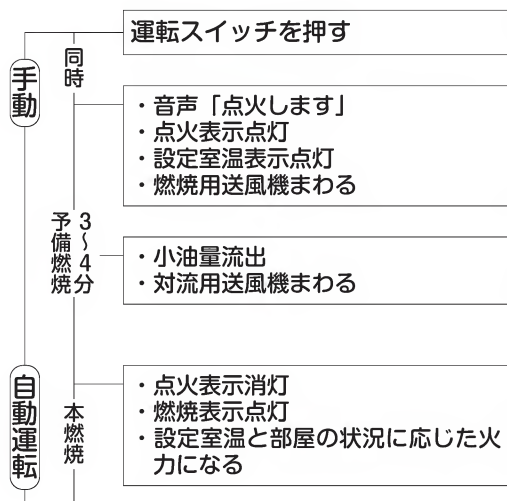 運転スイッチを押す
同時
手動
・音声「点火します」
・点火表示点灯
・設定室温表示点灯
・燃焼用送風機まわる
3〜4分
予備燃焼
・小油量流出
・対流用送風機まわる
自動運転
本燃焼
・点火表示消灯
・燃焼表示点灯
・設定室温と部屋の状況に応じた火
力になる